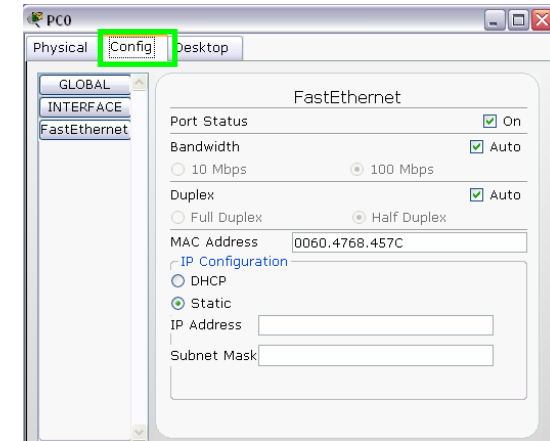 PC0
Physical Config Desktop
GLOBAL
INTERFACE
FastEthernet
FastEthernet
Port Status On
Bandwidth Auto
10 Mbps 100 Mbps
Duplex Auto
Full Duplex Half Duplex
MAC Address 0060.4768.457C
IP Configuration
DHCP
Static
IP Address
Subnet Mask